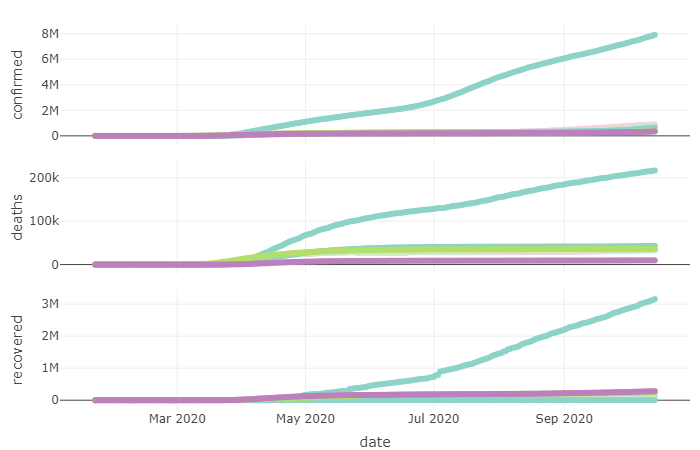 8M
6M
4M
2M
0
confirmed
200k
100k
0
deaths
3M
2M
1M
0
recovered
Mar 2020
May 2020
Jul 2020
Sep 2020
date